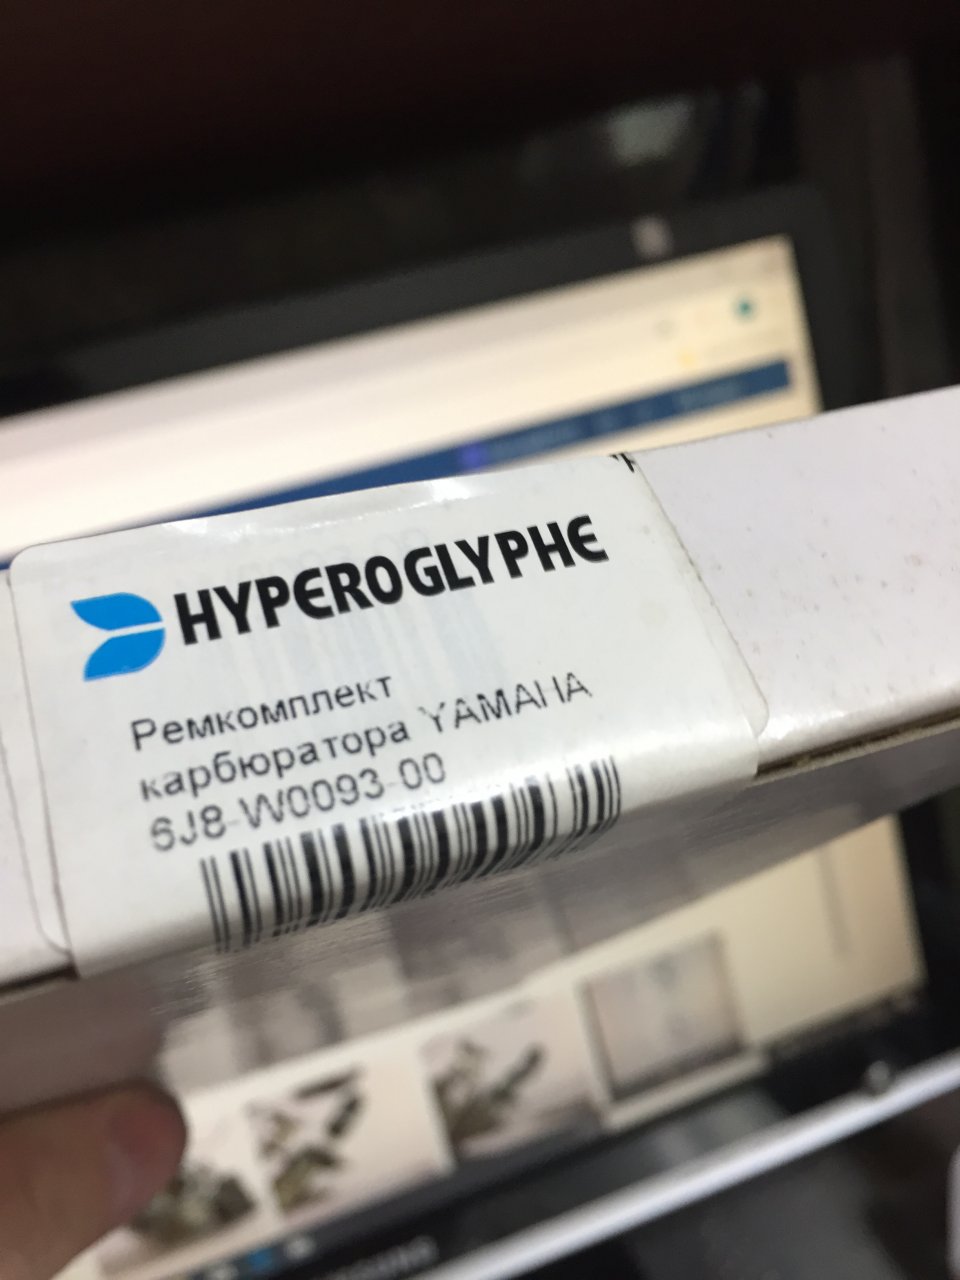 HYPEROGLYPHE
Ремкомплект
карбюратора YAMAHA
6J8-W0093-00